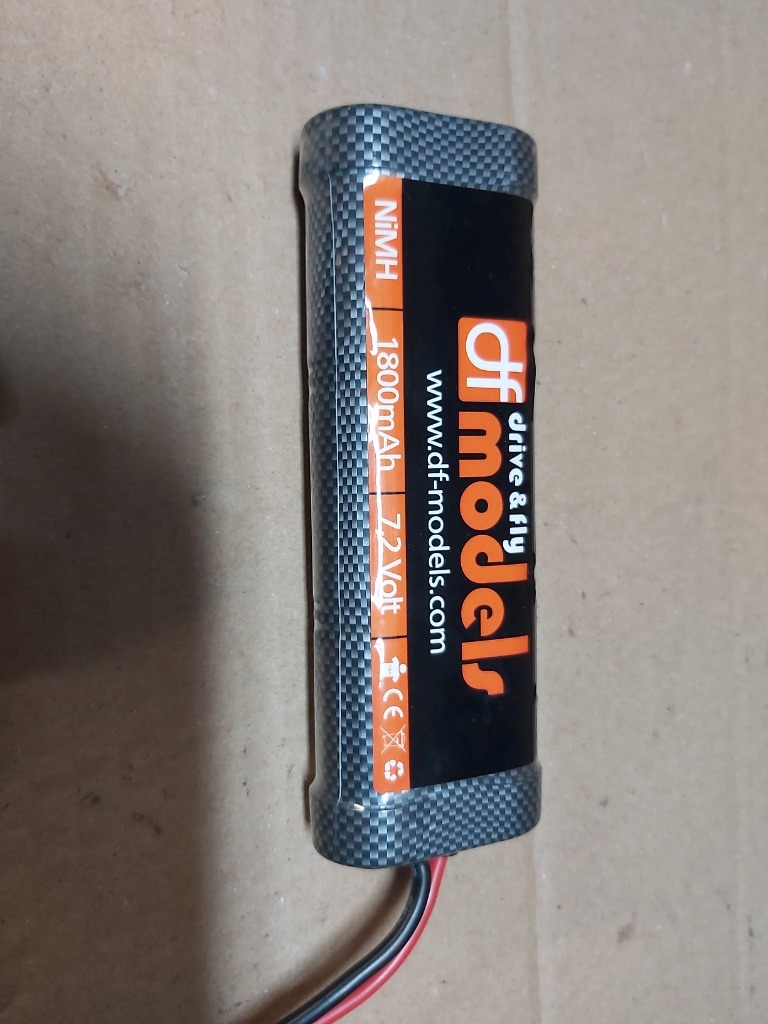 drive & fly
df models
www.df-models.com
NiMH 1800mAh 7,2 Volt CE